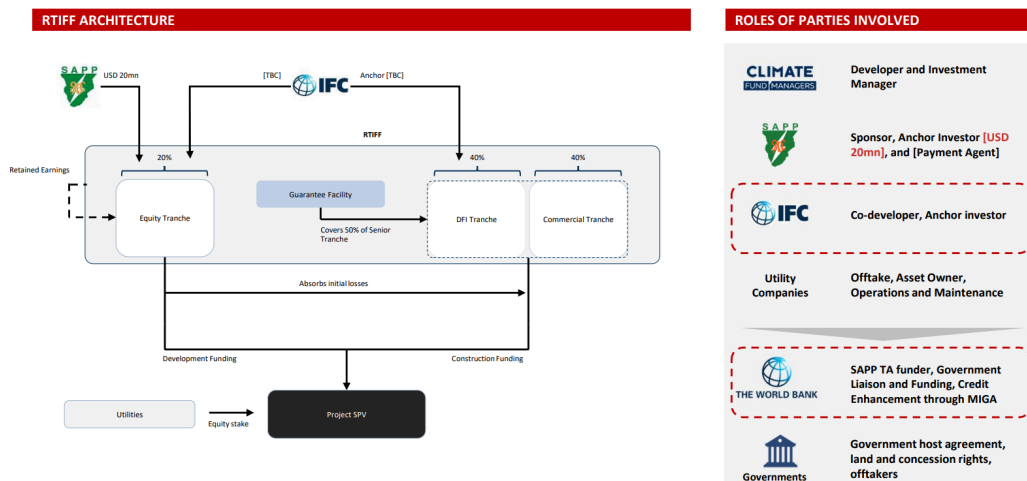 RTIFF ARCHITECTURE
SAPP
USD 20mn
[TBC]
IFC
Anchor [TBC]
RTIFF
20%
40%
40%
Retained Earnings
Equity Tranche
Guarantee Facility
Covers 50% of Senior
Tranche
DFI Tranche
Commercial Tranche
Absorbs initial losses
Development Funding
Construction Funding
Utilities
Equity stake
Project SPV
ROLES OF PARTIES INVOLVED
CLIMATE
FUND MANAGERS
Developer and Investment
Manager
SAPP
Sponsor, Anchor Investor [USD
20mn], and [Payment Agent]
IFC
Co-developer, Anchor investor
Utility
Companies
Offtake, Asset Owner,
Operations and Maintenance
THE WORLD BANK
SAPP TA funder, Government
Liaison and Funding, Credit
Enhancement through MIGA
Governments
Government host agreement,
land and concession rights,
offtakers